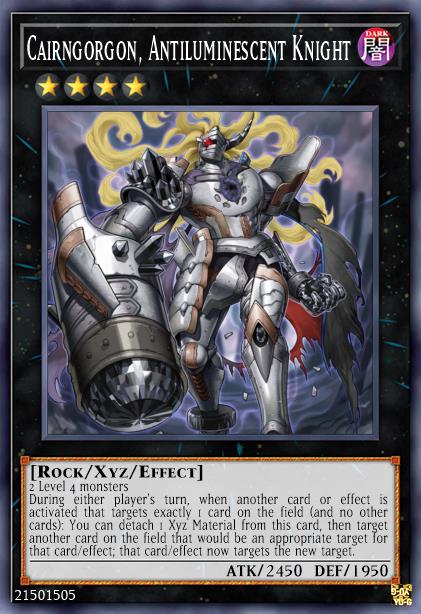 Cairngorgon, Antiluminescent Knight
DARK
闇
[Rock/Xyz/Effect]
2 Level 4 monsters
During either player's turn, when another card or effect is
activated that targets exactly 1 card on the field (and no other
cards): You can detach 1 Xyz Material from this card, then target
another card on the field that would be an appropriate target for
that card/effect; that card/effect now targets the new target.
ATK/2450 DEF/1950
21501505